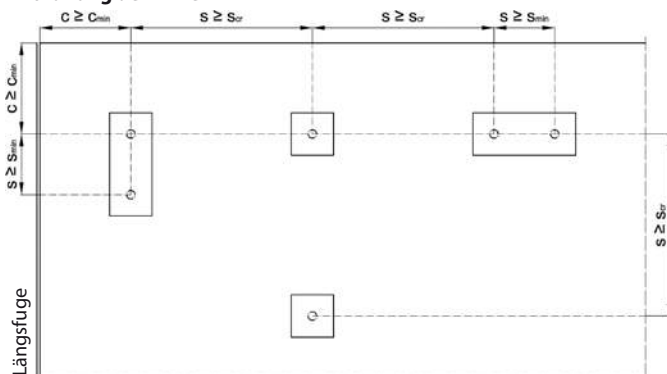 c ≥ cmin
s ≥ scr
s ≥ scr
s ≥ smin
c ≥ cmin
s ≥ smin
s ≥ scr
Längsfuge